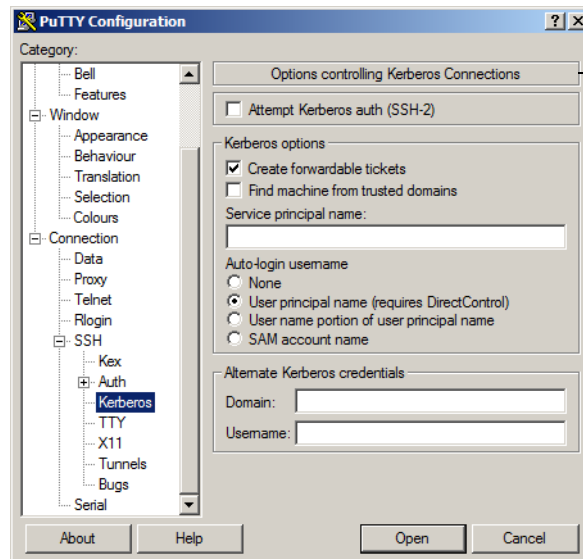 PuTTY Configuration
Category:
Bell
Features
Window
Appearance
Behaviour
Translation
Selection
Colours
Connection
Data
Proxy
Telnet
Rlogin
SSH
Kex
Auth
Kerberos
TTY
X11
Tunnels
Bugs
Serial
Options controlling Kerberos Connections
Attempt Kerberos auth (SSH-2)
Kerberos options
Create forwardable tickets
Find machine from trusted domains
Service principal name:
Auto-login username
None
User principal name (requires DirectControl)
User name portion of user principal name
SAM account name
Alternate Kerberos credentials
Domain:
Username:
About
Help
Open
Cancel